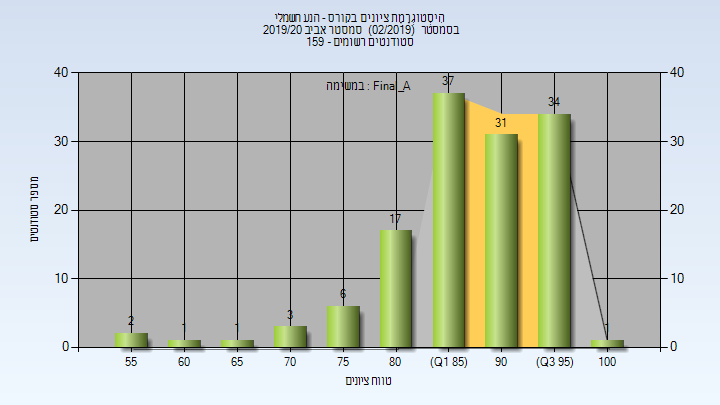 היסטוגרמת ציונים בקורס - הנע חשמלי
בסמסטר (02/2019) סמסטר אביב 2019/20
סטודנטים רשומים - 159
במשימה : Final_A
40 40
30 30
20 20
10 10
0 0
מספר סטודנטים
2 1 1 3 6 17 37 31 34 1
55 60 65 70 75 80 (Q1 85) 90 (Q3 95) 100
טווח ציונים